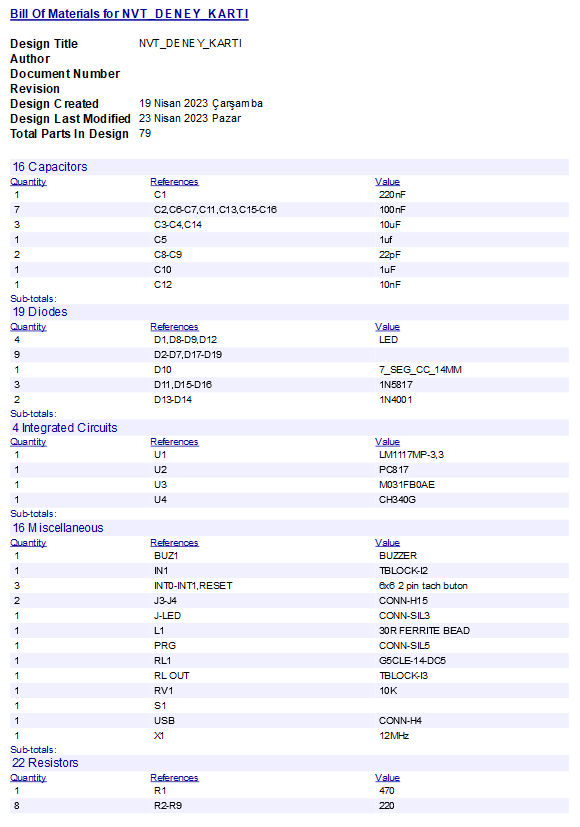 Bill Of Materials for NVT_DENEY_KARTI
Design Title NVT_DENEY_KARTI
Author
Document Number
Revision
Design Created 19 Nisan 2023 Çarşamba
Design Last Modified 23 Nisan 2023 Pazar
Total Parts In Design 79
16 Capacitors
Quantity References Value
1 C1 220nF
7 C2,C6-C7,C11,C13,C15-C16 100nF
3 C3-C4,C14 10uF
1 C5 1uf
2 C8-C9 22pF
1 C10 1uF
1 C12 10nF
Sub-totals:
19 Diodes
Quantity References Value
4 D1,D8-D9,D12 LED
9 D2-D7,D17-D19
1 D10 7_SEG_CC_14MM
3 D11,D15-D16 1N5817
2 D13-D14 1N4001
Sub-totals:
4 Integrated Circuits
Quantity References Value
1 U1 LM1117MP-3,3
1 U2 PC817
1 U3 M031FB0AE
1 U4 CH340G
Sub-totals:
16 Miscellaneous
Quantity References Value
1 BUZ1 BUZZER
1 IN1 TBLOCK-I2
3 INT0-INT1,RESET 6x6 2 pin tach buton
2 J3-J4 CONN-H15
1 J-LED CONN-SIL3
1 L1 30R FERRITE BEAD
1 PRG CONN-SIL5
1 RL1 G5CLE-14-DC5
1 RL OUT TBLOCK-I3
1 RV1 10K
1 S1
1 USB CONN-H4
1 X1 12MHz
Sub-totals:
22 Resistors
Quantity References Value
1 R1 470
8 R2-R9 220